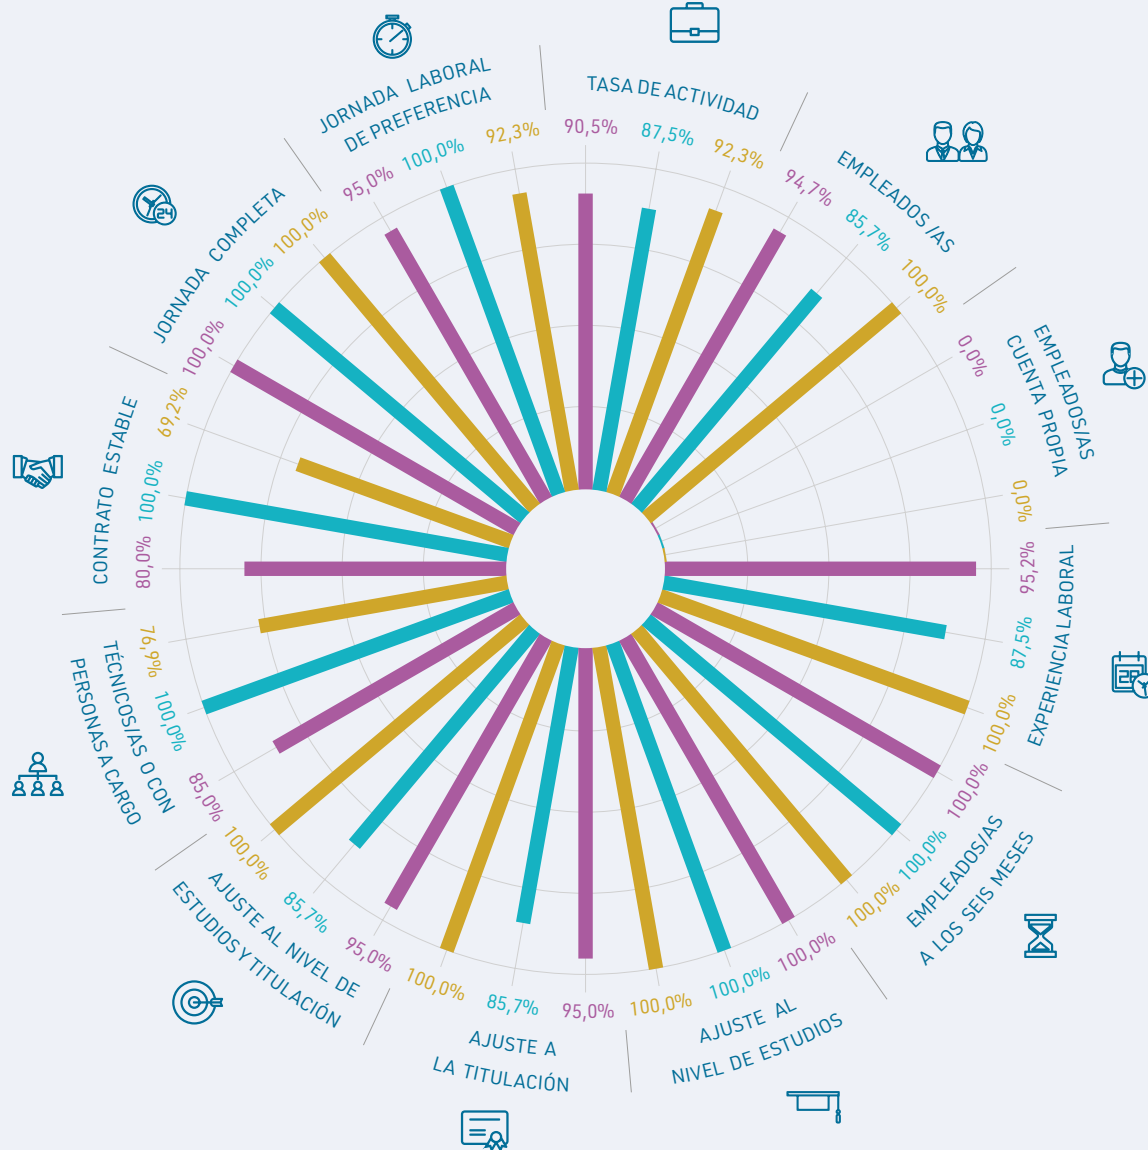 TASA DE ACTIVIDAD
90,5%
87,5%
92,3%
EMPLEADOS/AS
94,7%
85,7%
100,0%
EMPLEADOS/AS
CUENTA PROPIA
0,0%
0,0%
0,0%
EXPERIENCIA LABORAL
95,2%
87,5%
100,0%
EMPLEADOS/AS
A LOS SEIS MESES
100,0%
100,0%
100,0%
AJUSTE AL
NIVEL DE ESTUDIOS
100,0%
100,0%
100,0%
AJUSTE A
LA TITULACIÓN
95,0%
85,7%
100,0%
AJUSTE AL NIVEL DE
ESTUDIOS Y TITULACIÓN
95,0%
85,7%
100,0%
TÉCNICOS/AS O CON
PERSONAS A CARGO
85,0%
100,0%
76,9%
CONTRATO ESTABLE
80,0%
100,0%
69,2%
JORNADA COMPLETA
100,0%
100,0%
100,0%
JORNADA LABORAL
DE PREFERENCIA
95,0%
100,0%
92,3%
24